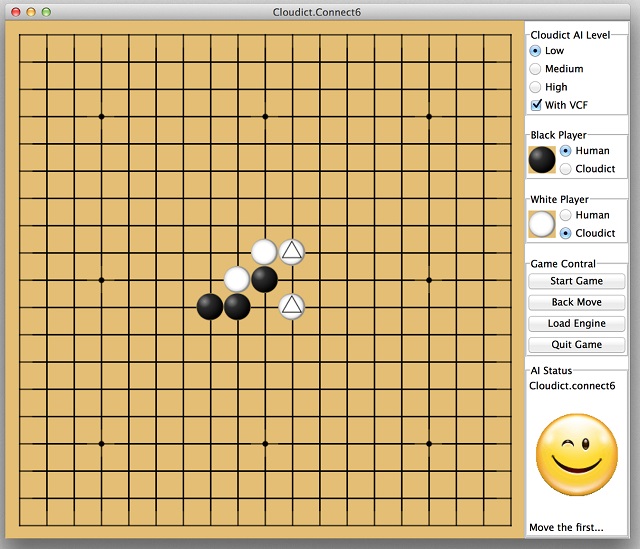 Cloudict.Connect6
Cloudict AI Level
Low
Medium
High
With VCF
Black Player
Human
Cloudict
White Player
Human
Cloudict
Game Contral
Start Game
Back Move
Load Engine
Quit Game
AI Status
Cloudict.connect6
Move the first...